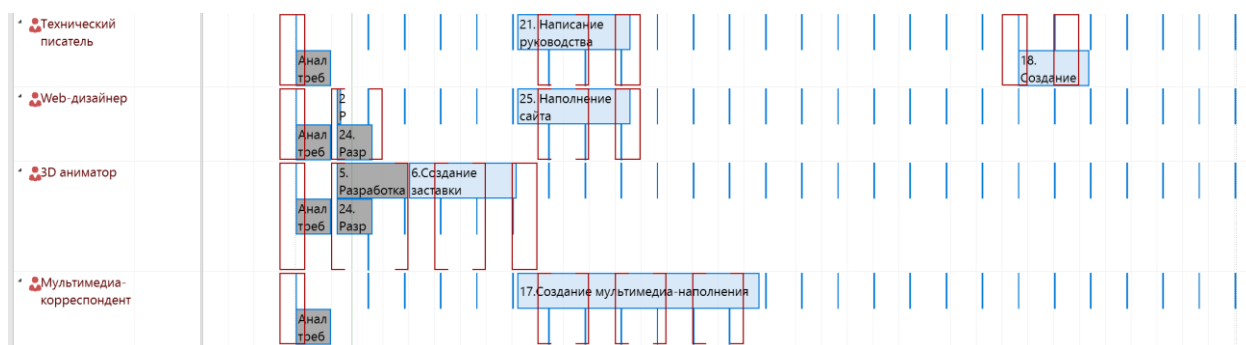 Технический
писатель
21. Написание
руководства
Анал
треб
18.
Создание
Web-дизайнер
2
Р
25. Наполнение
сайта
Анал
треб
24.
Разр
3D аниматор
5.
Разработка
6.Создание
заставки
Анал
треб
24.
Разр
Мультимедиа-
корреспондент
17.Создание мультимедиа-наполнения
Анал
треб